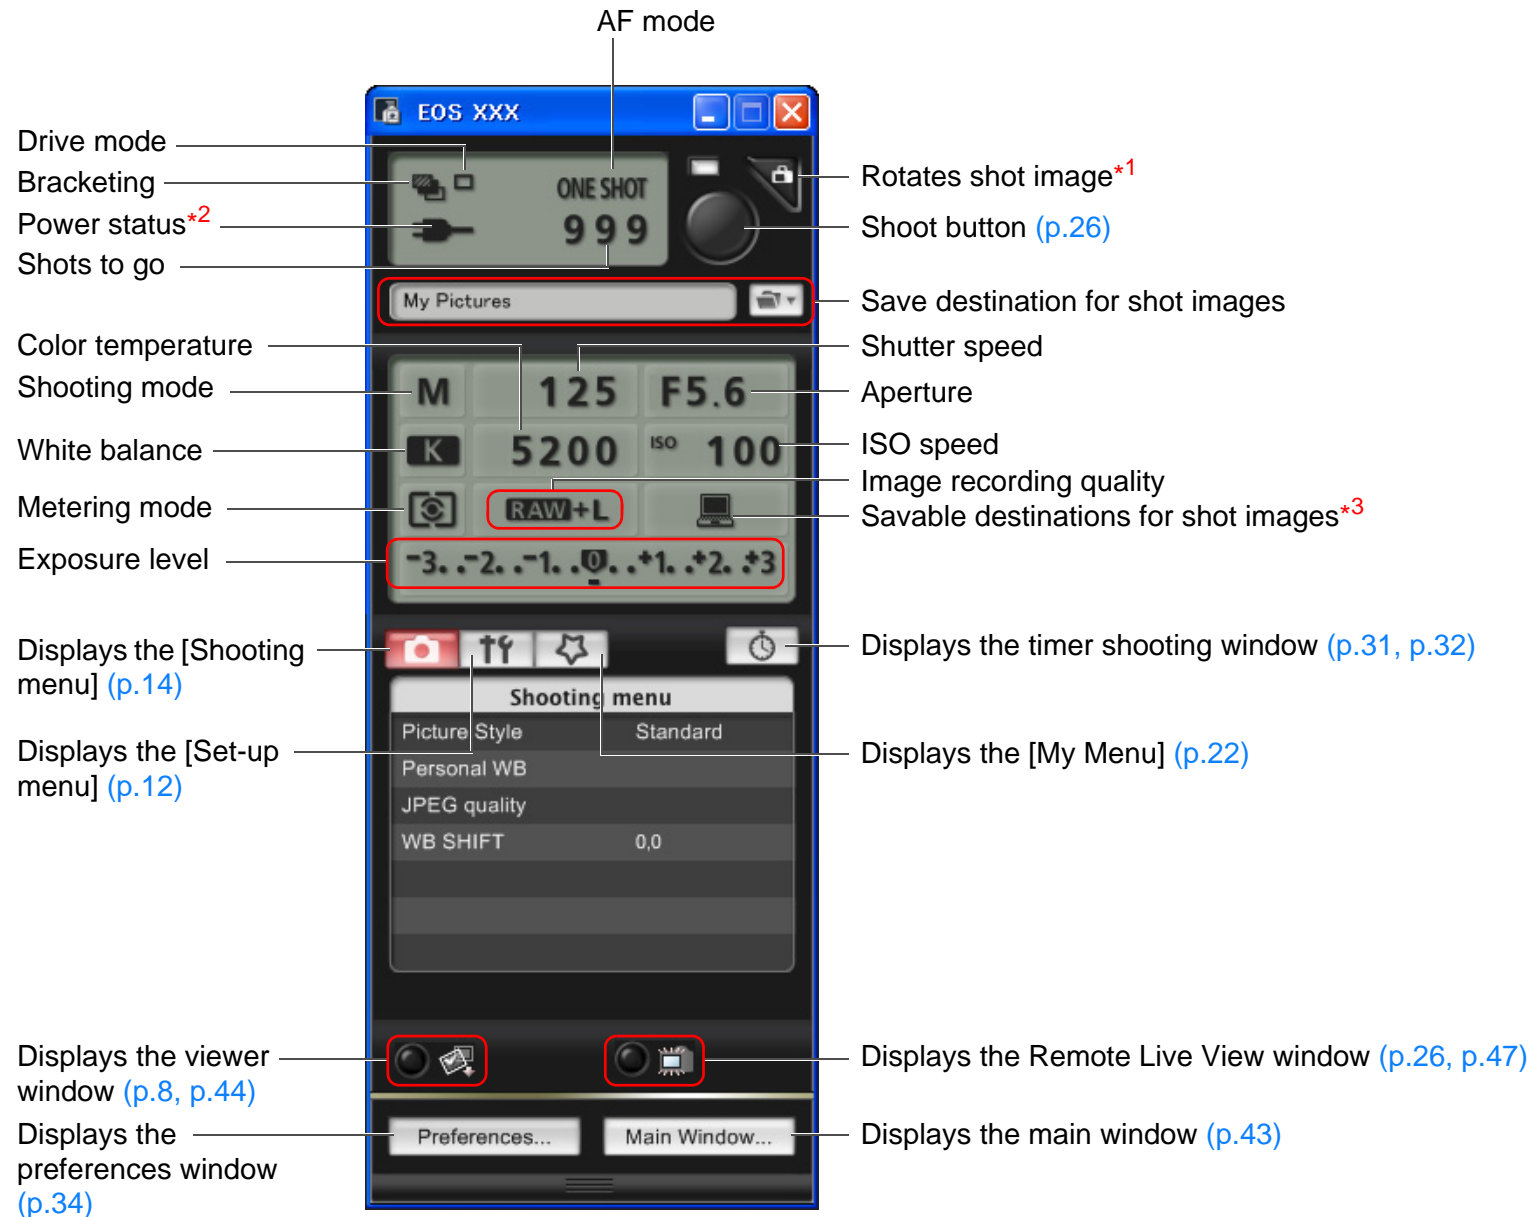 AF mode
EOS XXX
Drive mode
Bracketing
Power status*2
Shots to go
ONE SHOT
999
Rotates shot image*1
Shoot button (p.26)
My Pictures
Save destination for shot images
Color temperature
Shooting mode
White balance
Metering mode
Exposure level
M
125
F5.6
K
5200
ISO 100
RAW+L
-3. .-2. .-1. .0. .+1. .+2. .+3
Shutter speed
Aperture
ISO speed
Image recording quality
Savable destinations for shot images*3
Displays the [Shooting
menu] (p.14)
Displays the timer shooting window (p.31, p.32)
Displays the [Set-up
menu] (p.12)
Displays the [My Menu] (p.22)
Shooting menu
Picture Style Standard
Personal WB
JPEG quality
WB SHIFT 0,0
Displays the viewer
window (p.8, p.44)
Displays the Remote Live View window (p.26, p.47)
Displays the
preferences window
(p.34)
Preferences...
Main Window...
Displays the main window (p.43)